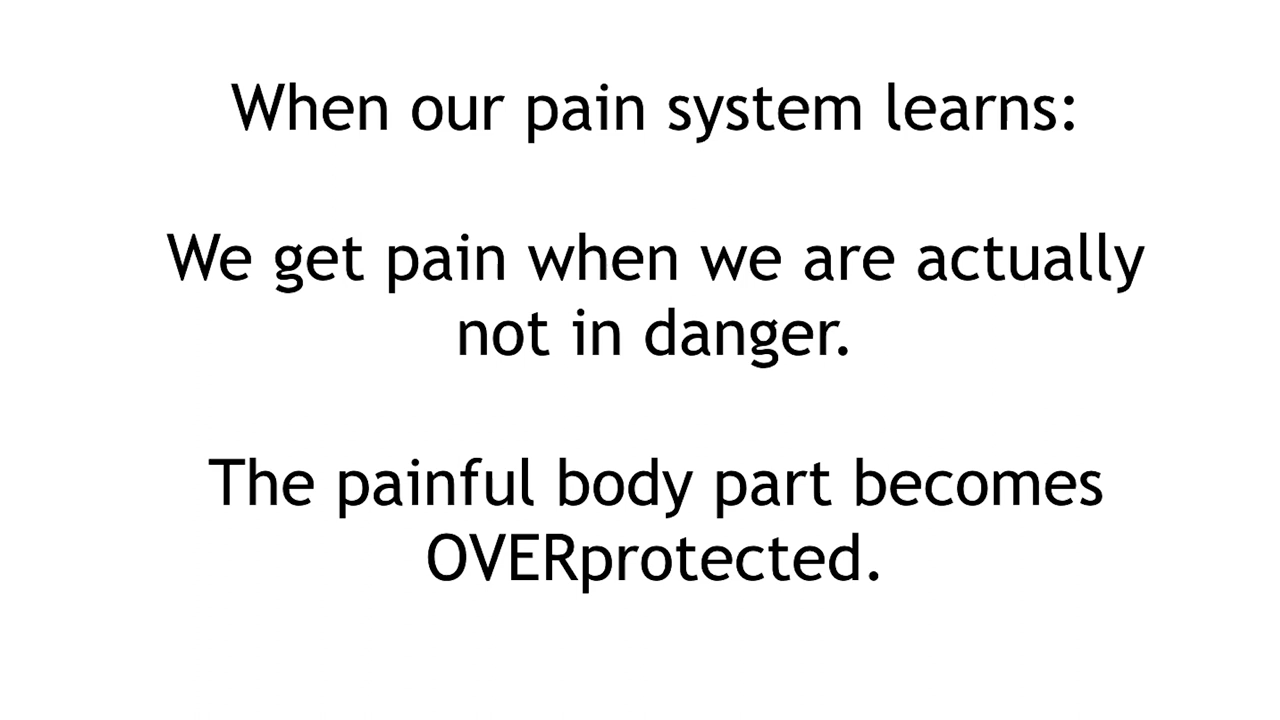 When our pain system learns:
We get pain when we are actually
not in danger.
The painful body part becomes
OVERprotected.